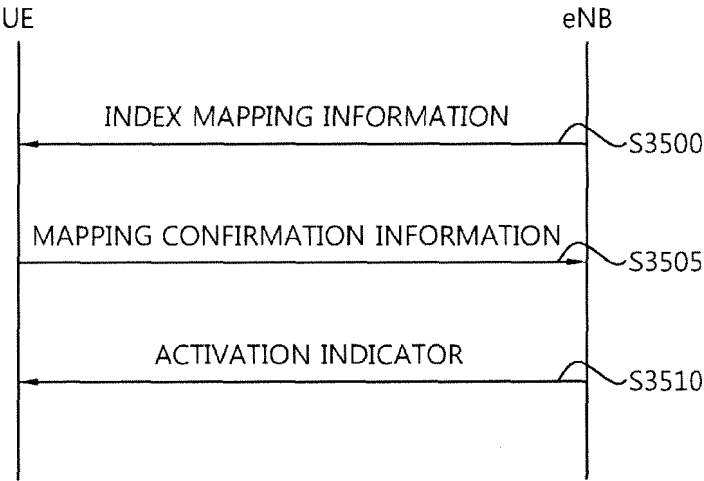 UE
eNB
INDEX MAPPING INFORMATION
S3500
MAPPING CONFIRMATION INFORMATION
S3505
ACTIVATION INDICATOR
S3510